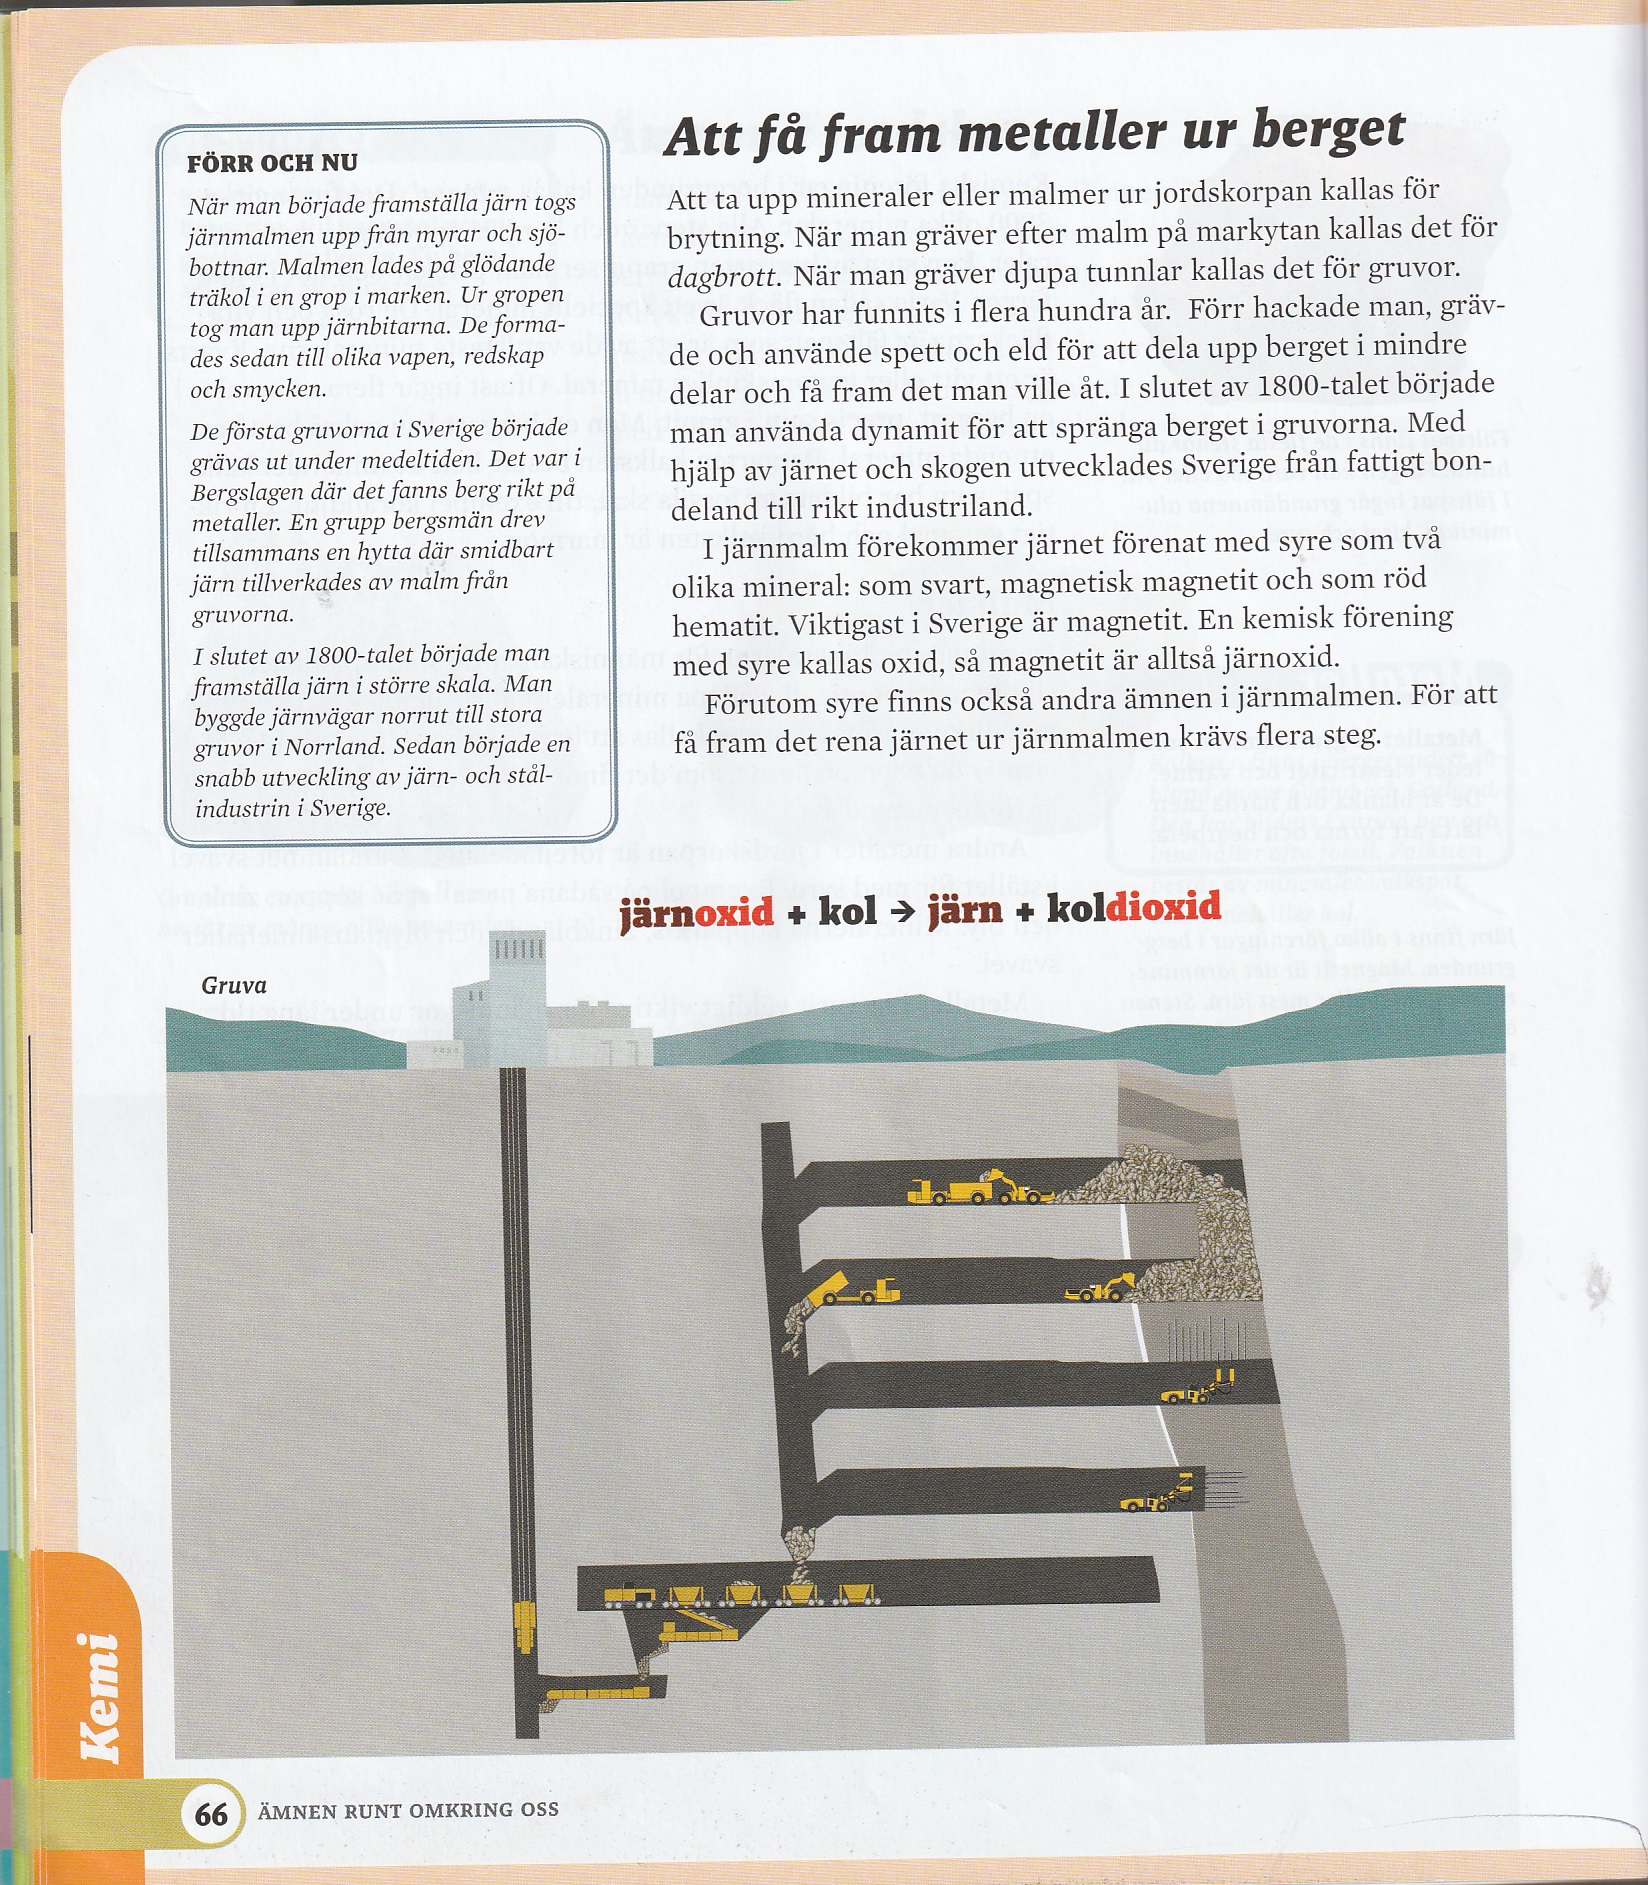 FÖRR OCH NU
När man började framställa järn togs
järnmalmen upp från myrar och sjö-
bottnar. Malmen lades på glödande
träkol i en grop i marken. Ur gropen
tog man upp järnbitarna. De forma-
des sedan till olika vapen, redskap
och smycken.
De första gruvorna i Sverige började
grävas ut under medeltiden. Det var i
Bergslagen där det fanns berg rikt på
metaller. En grupp bergsmän drev
tillsammans en hytta där smidbart
järn tillverkades av malm från
gruvorna.
I slutet av 1800-talet började man
framställa järn i större skala. Man
byggde järnvägar norrut till stora
gruvor i Norrland. Sedan började en
snabb utveckling av järn- och stål-
industrin i Sverige.
Att få fram metaller ur berget
Att ta upp mineraler eller malmer ur jordskorpan kallas för
brytning. När man gräver efter malm på markytan kallas det för
dagbrott. När man gräver djupa tunnlar kallas det för gruvor.
Gruvor har funnits i flera hundra år. Förr hackade man, gräv-
de och använde spett och eld för att dela upp berget i mindre
delar och få fram det man ville åt. I slutet av 1800-talet började
man använda dynamit för att spränga berget i gruvorna. Med
hjälp av järnet och skogen utvecklades Sverige från fattigt bon-
deland till rikt industriland.
I järnmalm förekommer järnet förenat med syre som två
olika mineral: som svart, magnetisk magnetit och som röd
hematit. Viktigast i Sverige är magnetit. En kemisk förening
med syre kallas oxid, så magnetit är alltså järnoxid.
Förutom syre finns också andra ämnen i järnmalmen. För att
få fram det rena järnet ur järnmalmen krävs flera steg.
järnoxid + kol → järn + koldioxid
Gruva
Kemi
66 ÄMNEN RUNT OMKRING OSS